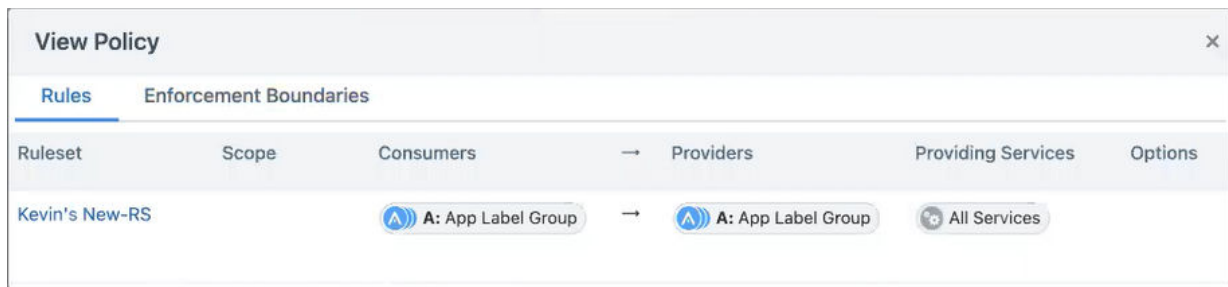 View Policy ×
Rules Enforcement Boundaries
Ruleset Scope Consumers → Providers Providing Services Options
Kevin's New-RS A: App Label Group → A: App Label Group All Services